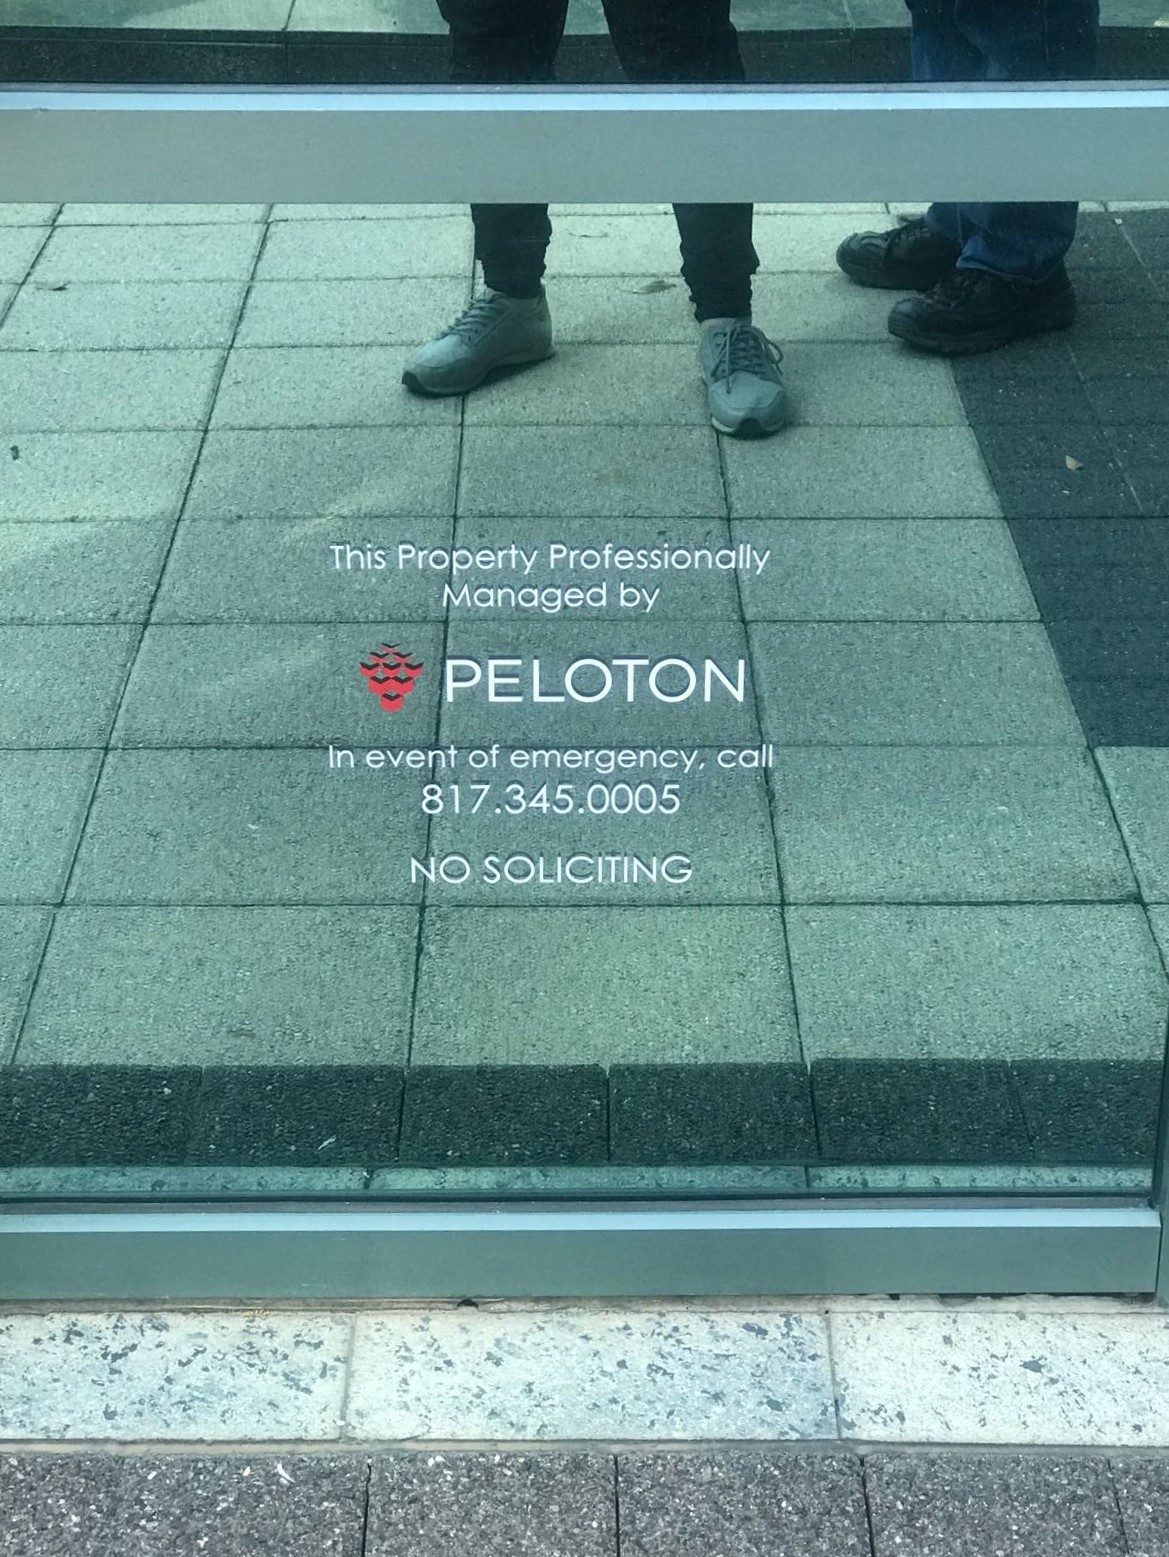 This Property Professionally
Managed by
PELOTON
In event of emergency, call
817.345.0005
NO SOLICITING